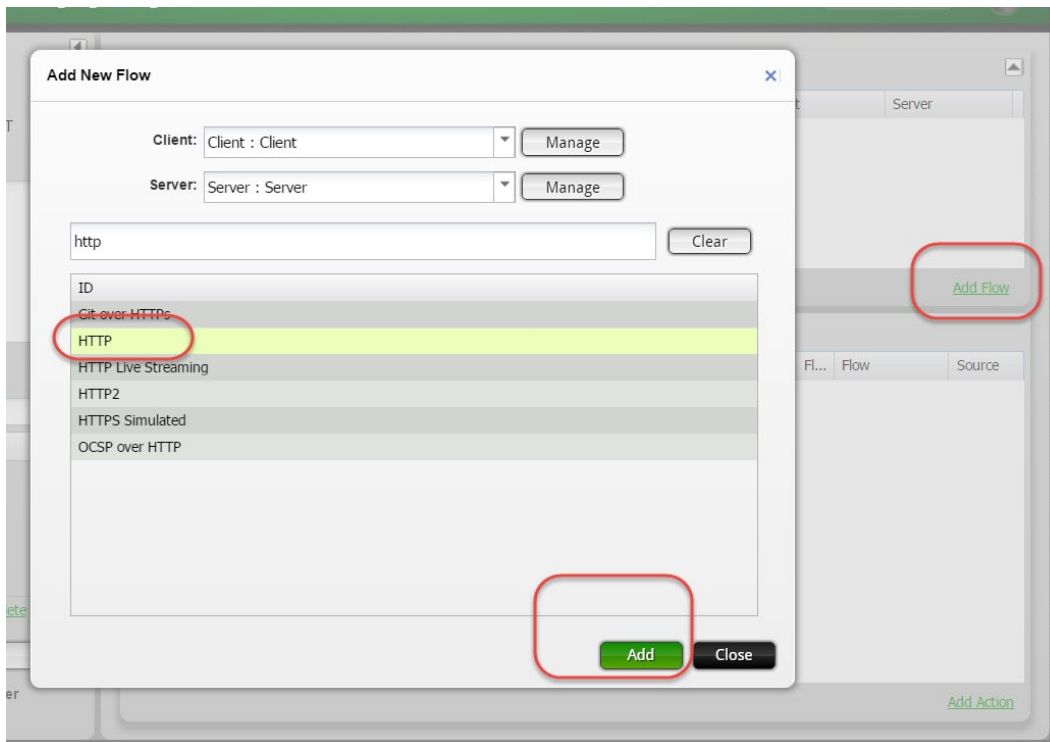 Add New Flow
Client: Client : Client Manage
Server: Server : Server Manage
http Clear
ID
Git over HTTPs
HTTP
HTTP Live Streaming
HTTP2
HTTPS Simulated
OCSP over HTTP
Add Close
Server
Add Flow
Fl... Flow Source
Add Action